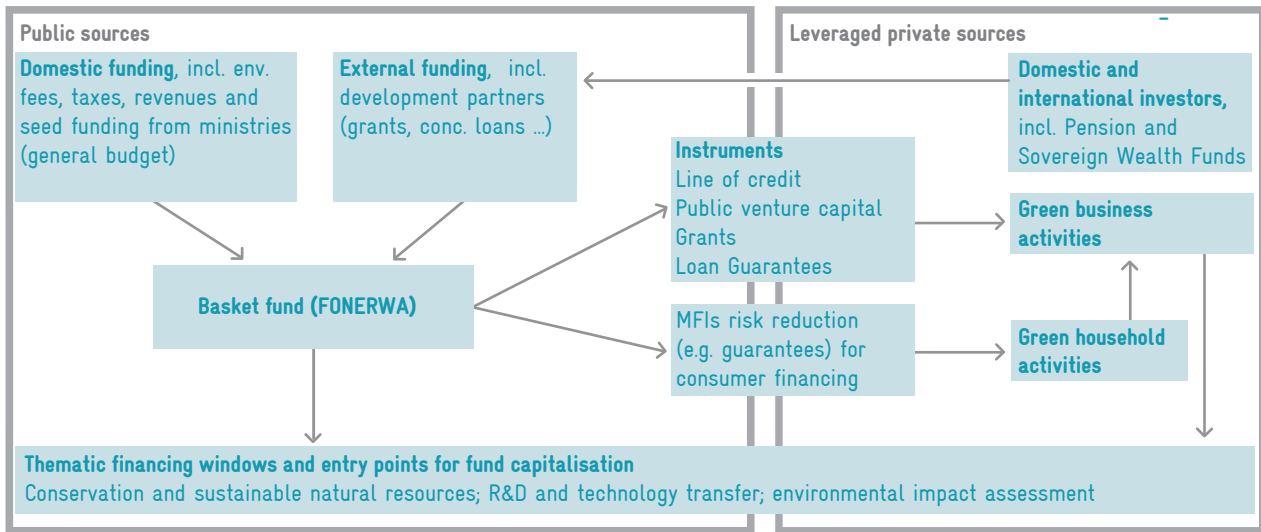 Public sources
Domestic funding, incl. env.
fees, taxes, revenues and
seed funding from ministries
(general budget)
External funding, incl.
development partners
(grants, conc. loans ...)
Basket fund (FONERWA)
Leveraged private sources
Domestic and
international investors,
incl. Pension and
Sovereign Wealth Funds
Instruments
Line of credit
Public venture capital
Grants
Loan Guarantees
Green business
activities
MFIs risk reduction
(e.g. guarantees) for
consumer financing
Green household
activities
Thematic financing windows and entry points for fund capitalisation
Conservation and sustainable natural resources; R&D and technology transfer; environmental impact assessment